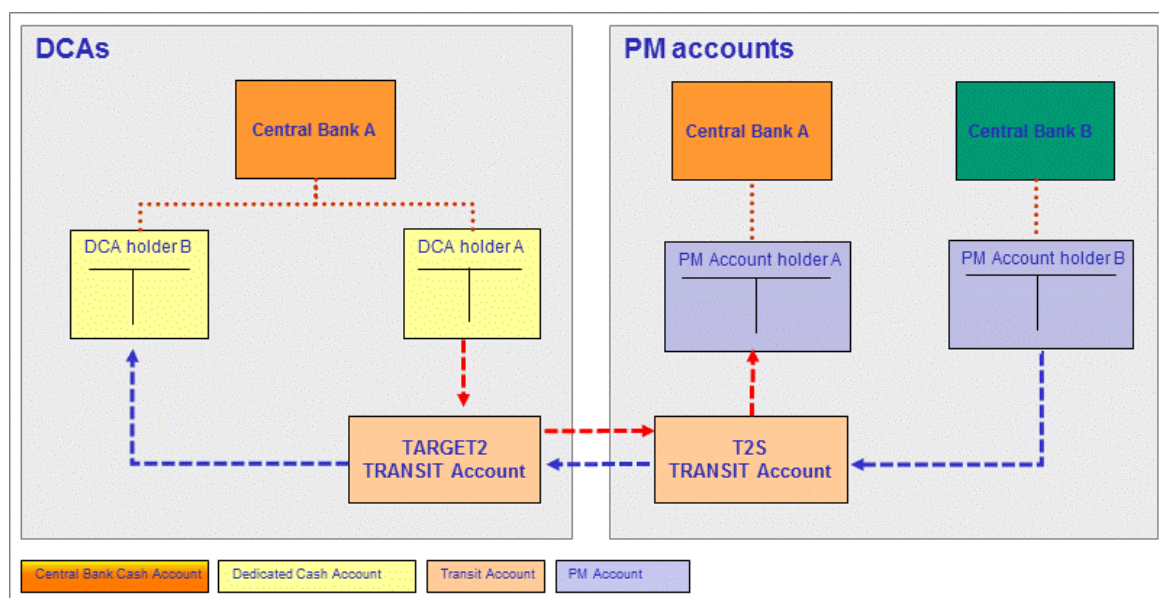 DCAs
Central Bank A
DCA holder B
DCA holder A
TARGET2
TRANSIT Account
PM accounts
Central Bank A
Central Bank B
PM Account holder A
PM Account holder B
T2S
TRANSIT Account
Central Bank Cash Account
Dedicated Cash Account
Transit Account
PM Account